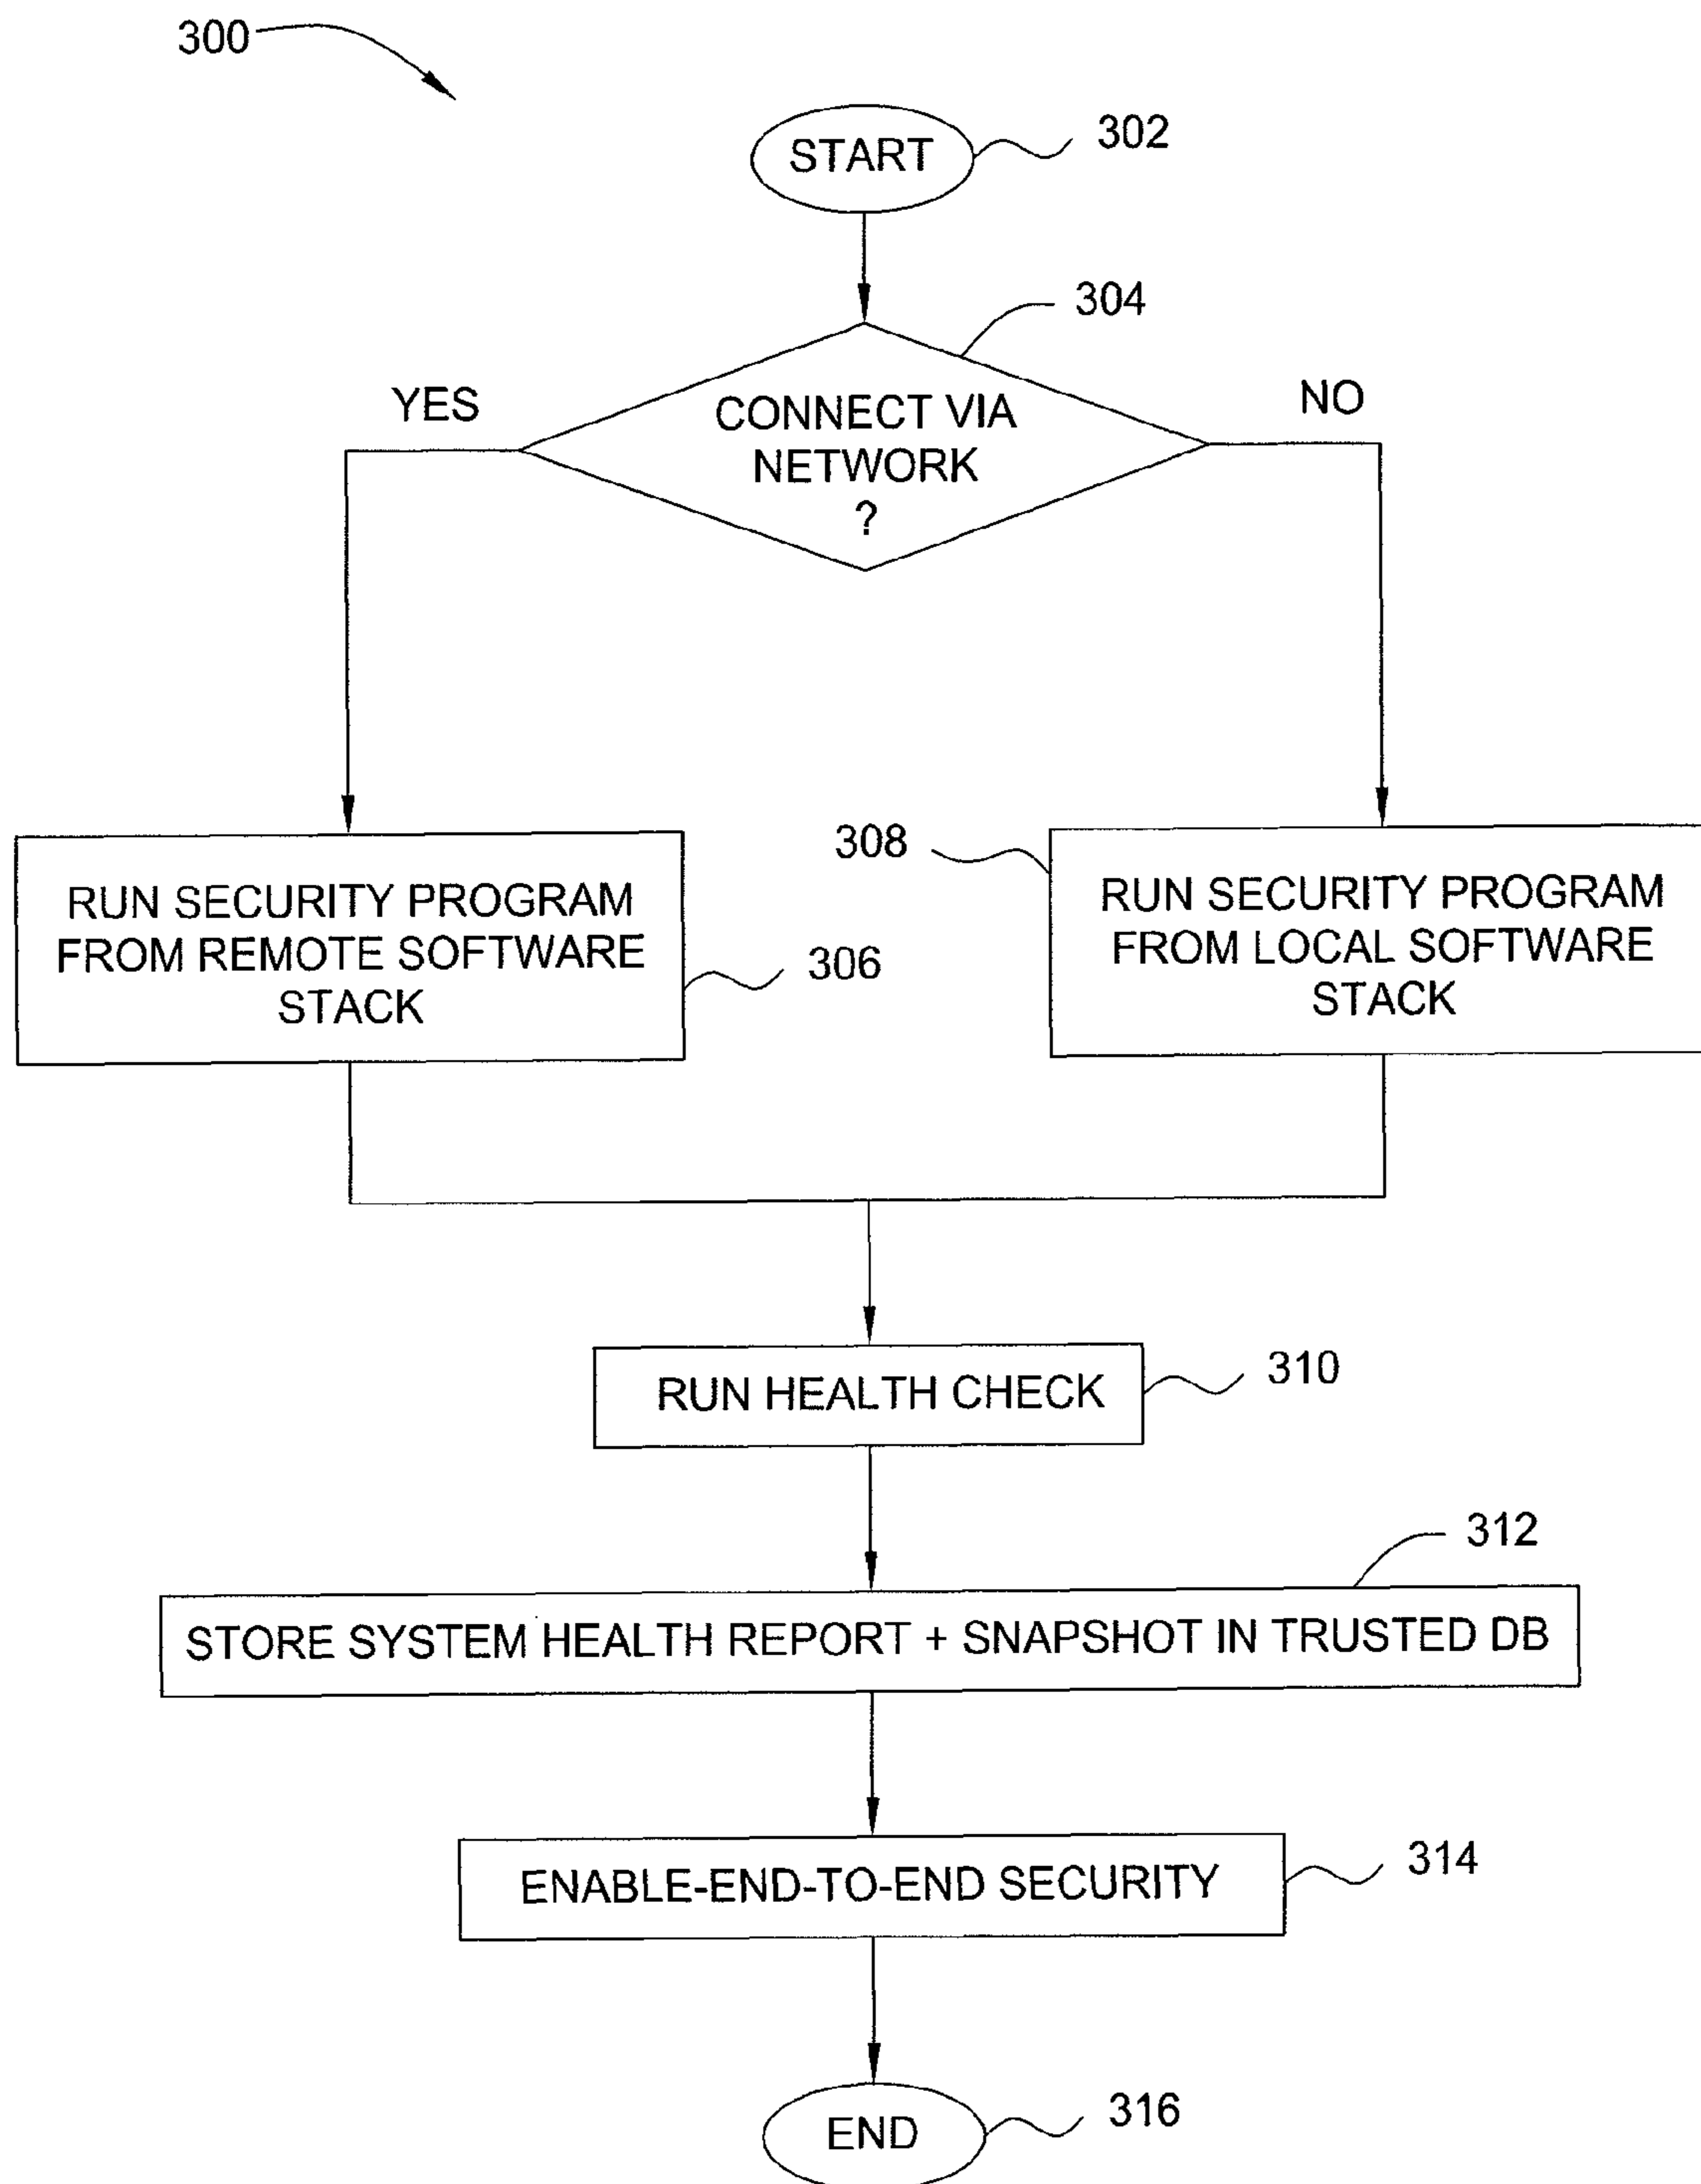 300
START
302
304
YES
NO
CONNECT VIA
NETWORK
?
308
RUN SECURITY PROGRAM
FROM REMOTE SOFTWARE
STACK
306
RUN SECURITY PROGRAM
FROM LOCAL SOFTWARE
STACK
RUN HEALTH CHECK
310
312
STORE SYSTEM HEALTH REPORT + SNAPSHOT IN TRUSTED DB
ENABLE-END-TO-END SECURITY
314
END
316